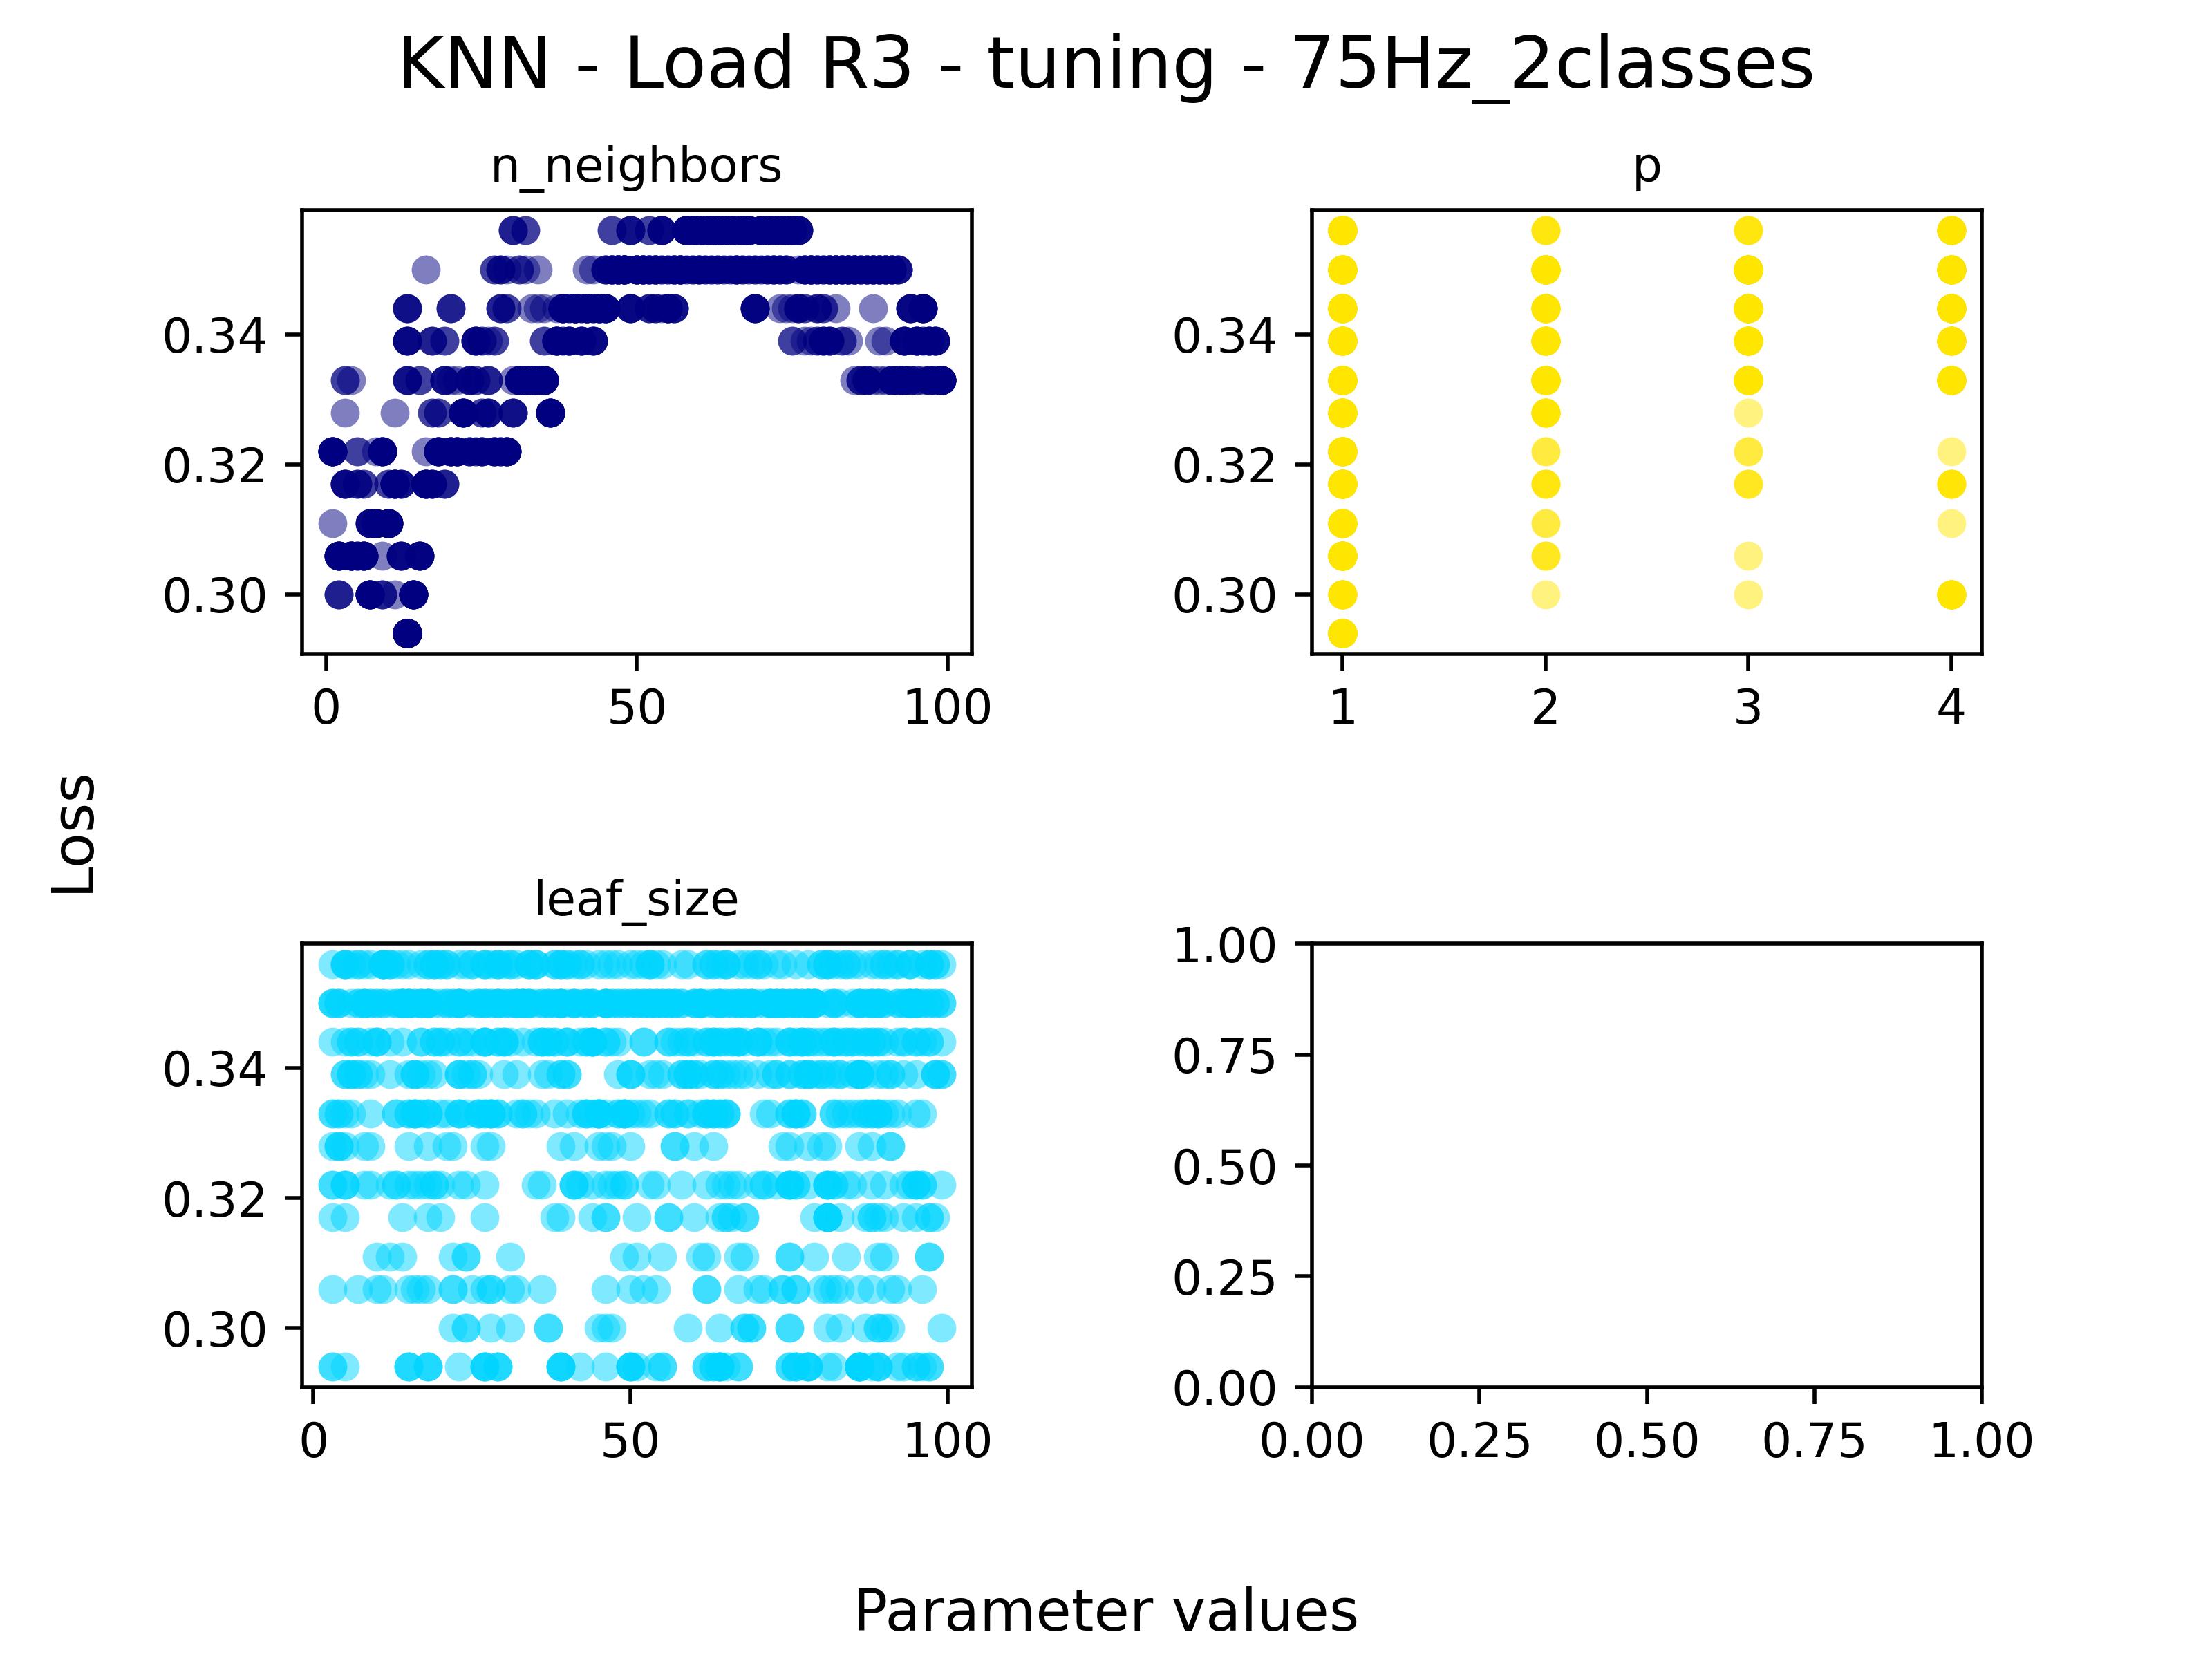 KNN - Load R3 - tuning - 75Hz_2classes
n_neighbors
0.34
0.32
0.30
0 50 100
p
0.34
0.32
0.30
1 2 3 4
Loss
leaf_size
0.34
0.32
0.30
0 50 100
1.00
0.75
0.50
0.25
0.00
0.00 0.25 0.50 0.75 1.00
Parameter values